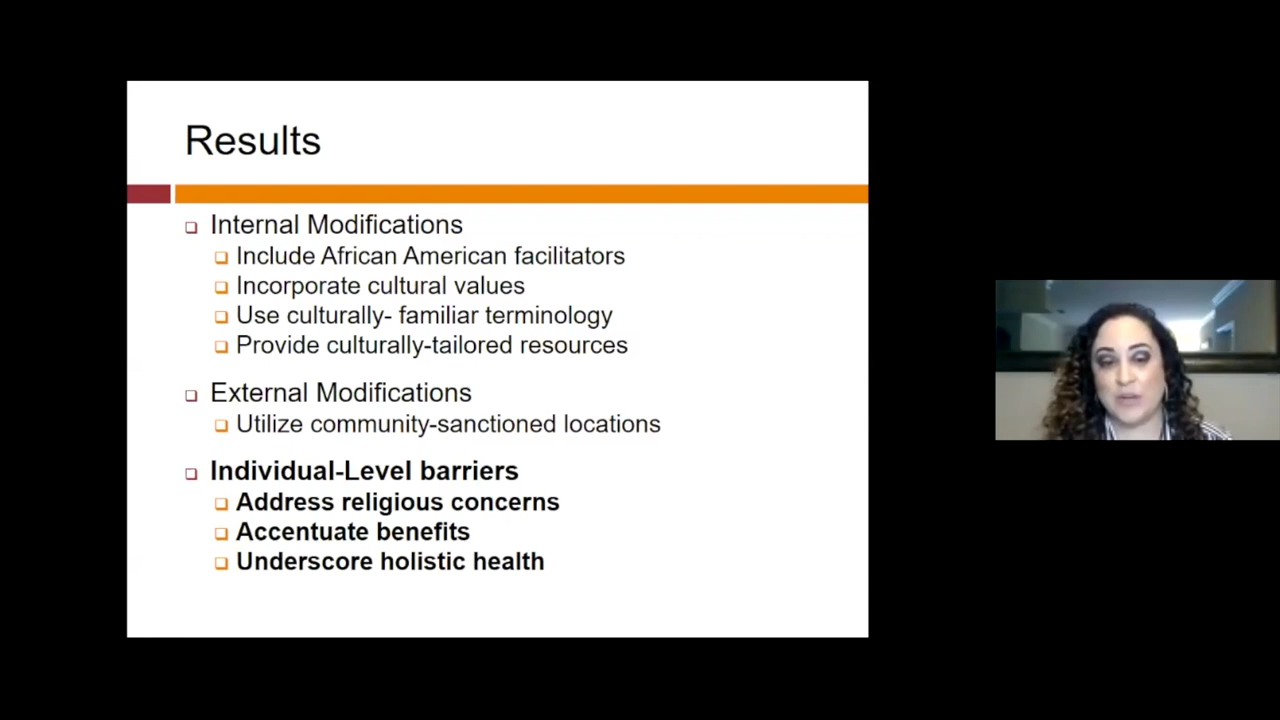 Results
Internal Modifications
Include African American facilitators
Incorporate cultural values
Use culturally- familiar terminology
Provide culturally-tailored resources
External Modifications
Utilize community-sanctioned locations
Individual-Level barriers
Address religious concerns
Accentuate benefits
Underscore holistic health